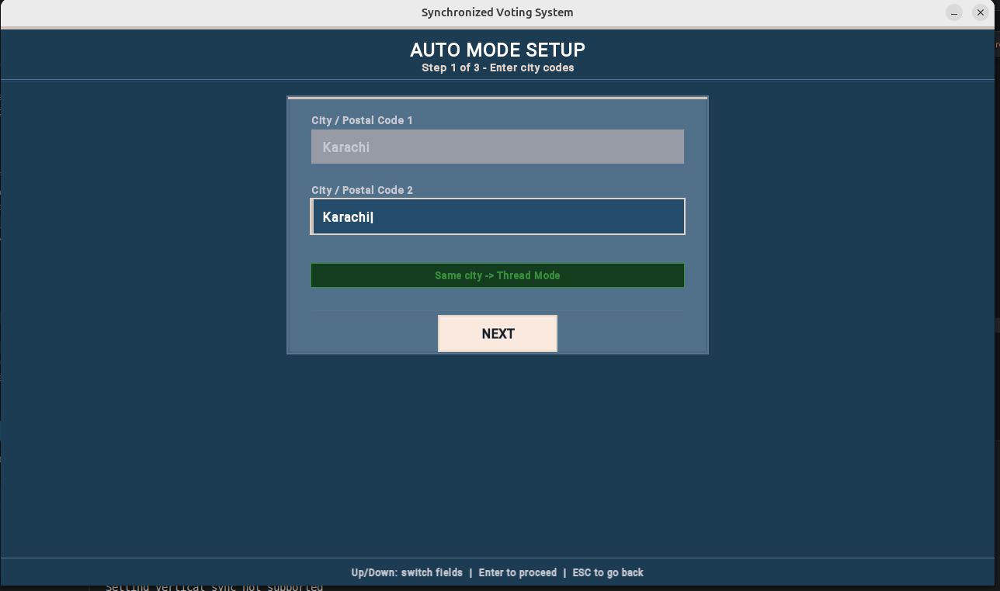 Synchronized Voting System
AUTO MODE SETUP
Step 1 of 3 - Enter city codes
City / Postal Code 1
Karachi
City / Postal Code 2
Karachi
Same city -> Thread Mode
NEXT
Up/Down: switch fields | Enter to proceed | ESC to go back
Setting vertical sync not supported